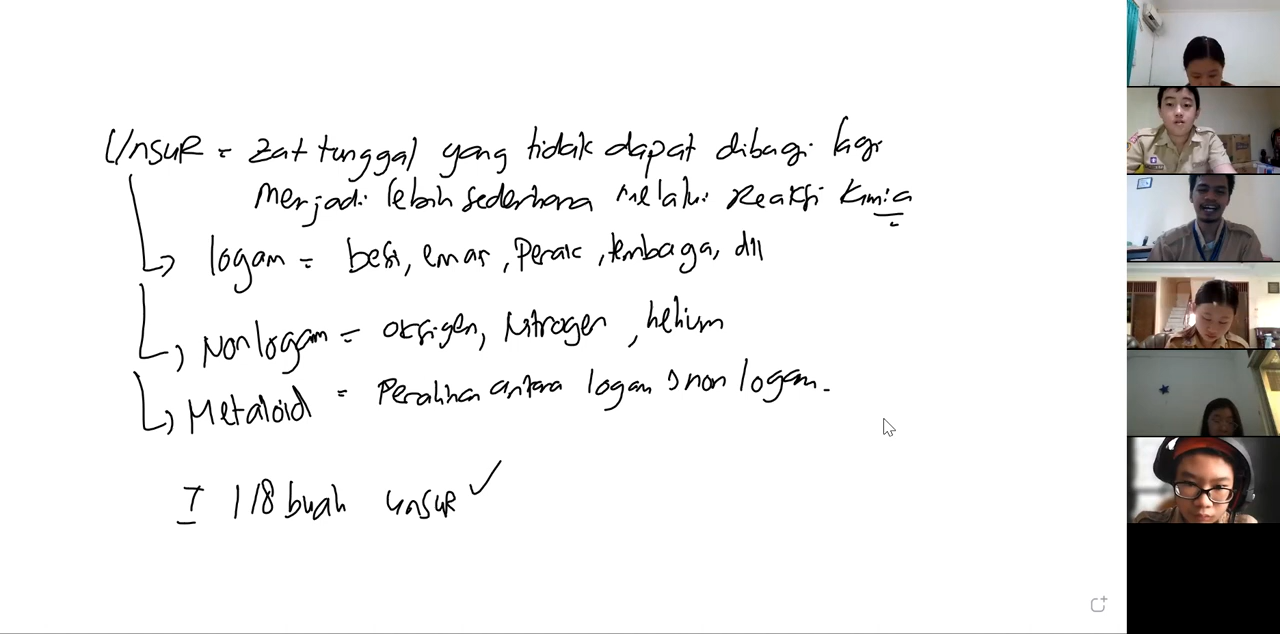 Unsur = zat tunggal yang tidak dapat dibagi lagi
menjadi lebih sederhana melalui reaksi kimia
logam = besi, emas, perak, tembaga, dll
Nonlogam = oksigen, Nitrogen, helium
Metaloid = Peralihan antara logam & non logam.
± 118 buah unsur ✓